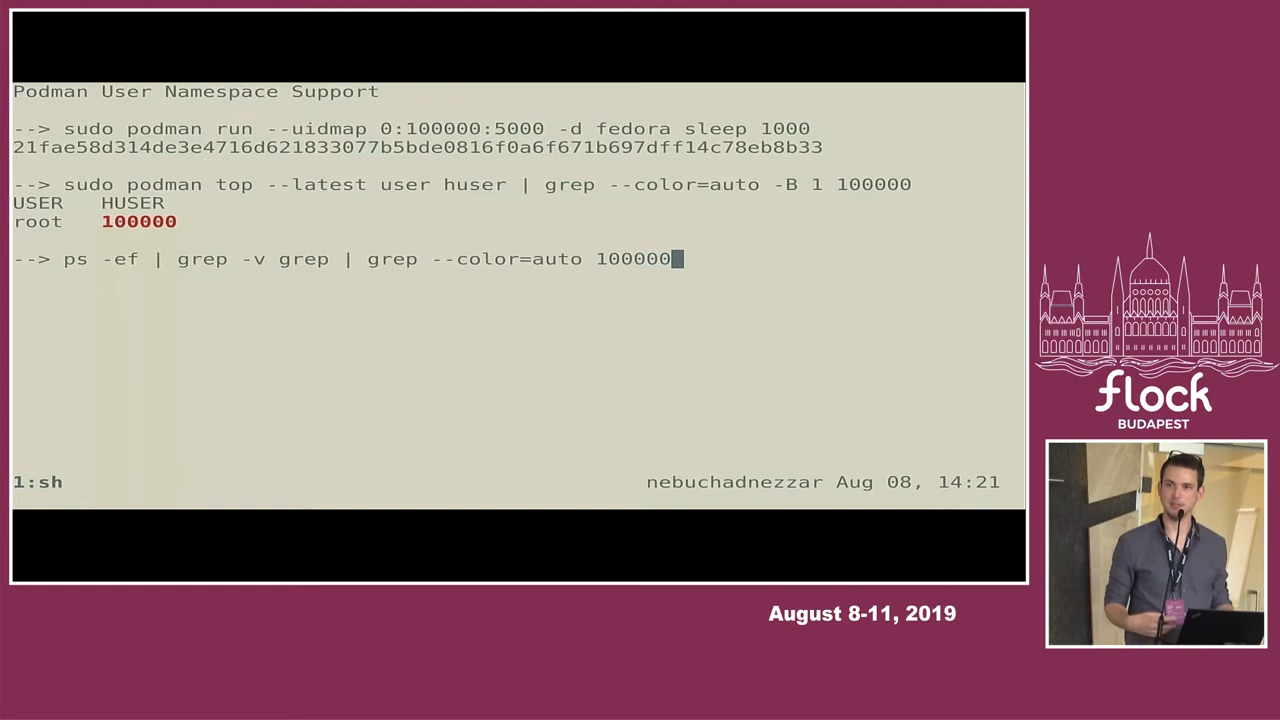 Podman User Namespace Support
--> sudo podman run --uidmap 0:100000:5000 -d fedora sleep 1000
21fae58d314de3e4716d621833077b5bde0816f0a6f671b697dff14c78eb8b33
--> sudo podman top --latest user huser | grep --color=auto -B 1 100000
USER HUSER
root 100000
--> ps -ef | grep -v grep | grep --color=auto 100000
1:sh nebuchadnezzar Aug 08, 14:21
flock
BUDAPEST
August 8-11, 2019